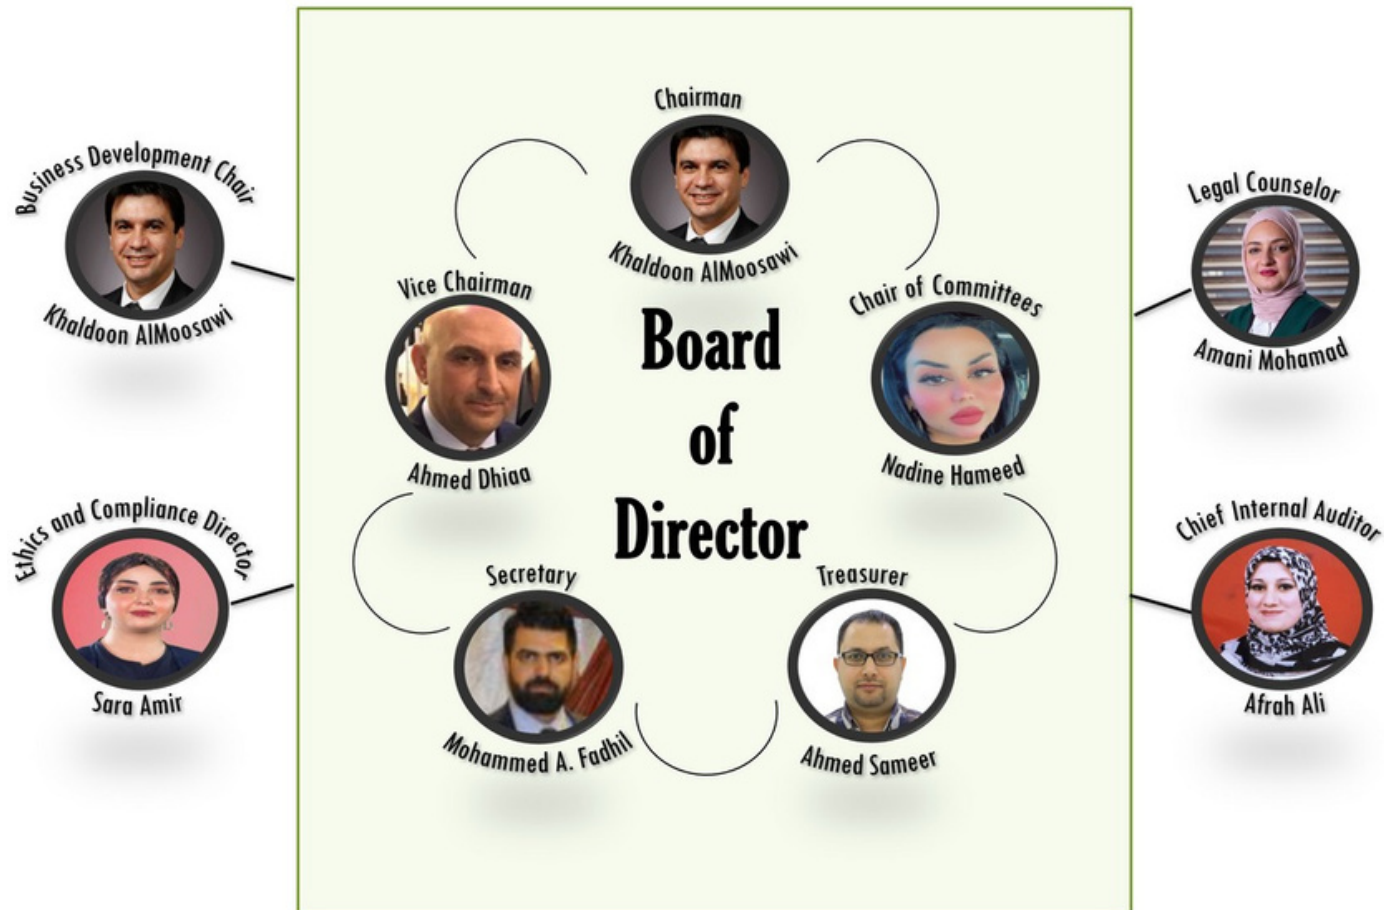 Business Development Chair
Khaldoon AlMoosawi
Ethics and Compliance Director
Sara Amir
Chairman
Khaldoon AlMoosawi
Vice Chairman
Ahmed Dhiaa
Chair of Committees
Nadine Hameed
Board
of
Director
Secretary
Mohammed A. Fadhil
Treasurer
Ahmed Sameer
Legal Counselor
Amani Mohamad
Chief Internal Auditor
Afrah Ali